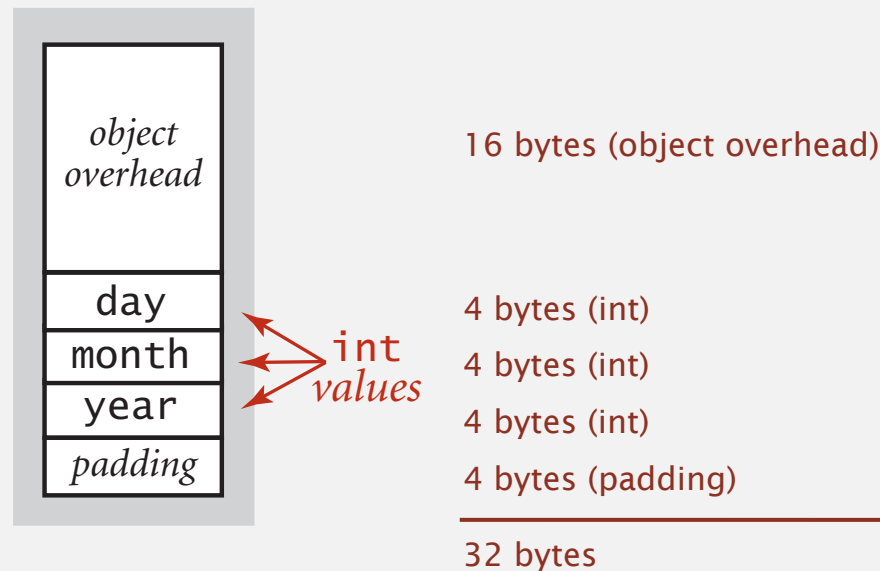 object
overhead
16 bytes (object overhead)
day
4 bytes (int)
month
4 bytes (int)
year
4 bytes (int)
int
values
padding
4 bytes (padding)
32 bytes